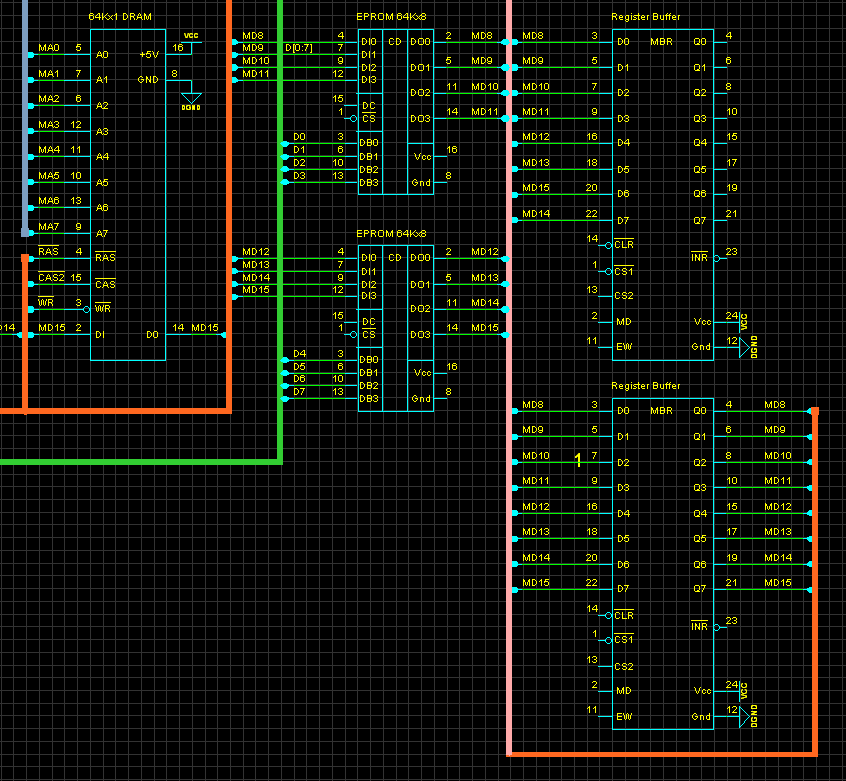 64Kx1 DRAM
MA0 5 A0 +5V 16 VCC
MA1 7 A1 GND 8 DGND
MA2 6 A2
MA3 12 A3
MA4 11 A4
MA5 10 A5
MA6 13 A6
MA7 9 A7
RAS 4 RAS
CAS2 15 CAS
WR 3 WR
D14 MD15 2 DI D0 14 MD15
EPROM 64Kx8
MD8 4 DI0 CD DO0 2 MD8
MD9 D[0:7] 7 DI1 DO1 5 MD9
MD10 9 DI2 DO2 11 MD10
MD11 12 DI3 DO3 14 MD11
15 DC
1 CS
D0 3 DB0 Vcc 16
D1 6 DB1
D2 10 DB2
D3 13 DB3 Gnd 8
EPROM 64Kx8
MD12 4 DI0 CD DO0 2 MD12
MD13 7 DI1 DO1 5 MD13
MD14 9 DI2 DO2 11 MD14
MD15 12 DI3 DO3 14 MD15
15 DC
1 CS
D4 3 DB0 Vcc 16
D5 6 DB1
D6 10 DB2
D7 13 DB3 Gnd 8
Register Buffer
MD8 3 D0 MBR Q0 4
MD9 5 D1 Q1 6
MD10 7 D2 Q2 8
MD11 9 D3 Q3 10
MD12 16 D4 Q4 15
MD13 18 D5 Q5 17
MD15 20 D6 Q6 19
MD14 22 D7 Q7 21
14 CLR INR 23
1 CS1
13 CS2
2 MD Vcc 24 VCC
11 EW Gnd 12 DGND
Register Buffer
MD8 3 D0 MBR Q0 4 MD8
MD9 5 D1 Q1 6 MD9
MD10 1 7 D2 Q2 8 MD10
MD11 9 D3 Q3 10 MD11
MD12 16 D4 Q4 15 MD12
MD13 18 D5 Q5 17 MD13
MD14 20 D6 Q6 19 MD14
MD15 22 D7 Q7 21 MD15
14 CLR INR 23
1 CS1
13 CS2
2 MD Vcc 24 VCC
11 EW Gnd 12 DGND